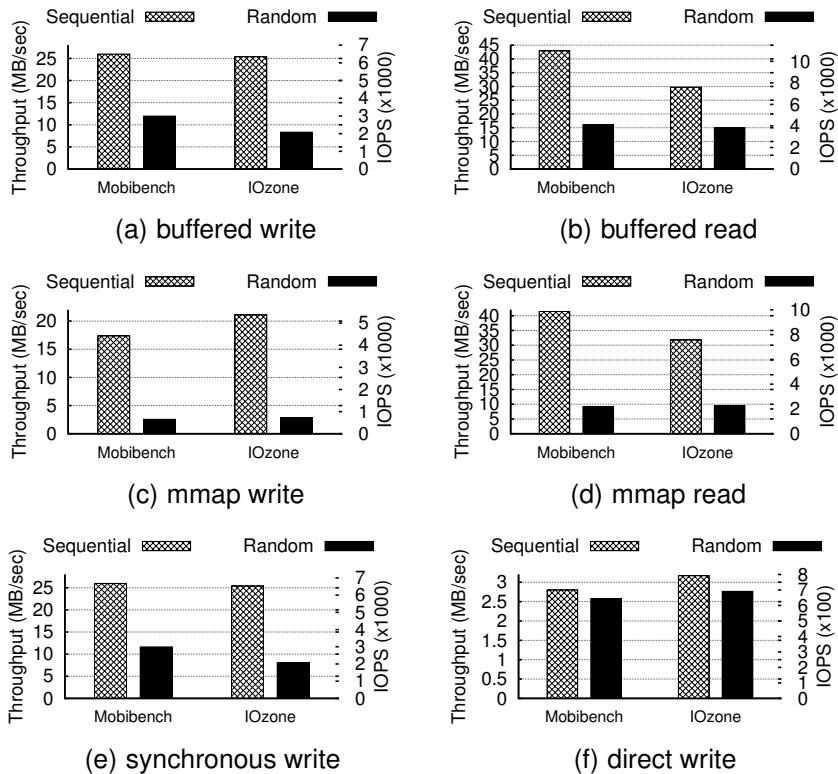 Sequential Random
Throughput (MB/sec)
25
20
15
10
5
0
7
6
5
4
3
2
1
0
IOPS (x1000)
Mobibench IOzone
(a) buffered write
Sequential Random
Throughput (MB/sec)
45
40
35
30
25
20
15
10
5
0
10
8
6
4
2
0
IOPS (x1000)
Mobibench IOzone
(b) buffered read
Sequential Random
Throughput (MB/sec)
20
15
10
5
0
5
4
3
2
1
0
IOPS (x1000)
Mobibench IOzone
(c) mmap write
Sequential Random
Throughput (MB/sec)
40
35
30
25
20
15
10
5
0
10
8
6
4
2
0
IOPS (x1000)
Mobibench IOzone
(d) mmap read
Sequential Random
Throughput (MB/sec)
25
20
15
10
5
0
7
6
5
4
3
2
1
0
IOPS (x1000)
Mobibench IOzone
(e) synchronous write
Sequential Random
Throughput (MB/sec)
3
2.5
2
1.5
1
0.5
0
8
7
6
5
4
3
2
1
0
IOPS (x100)
Mobibench IOzone
(f) direct write